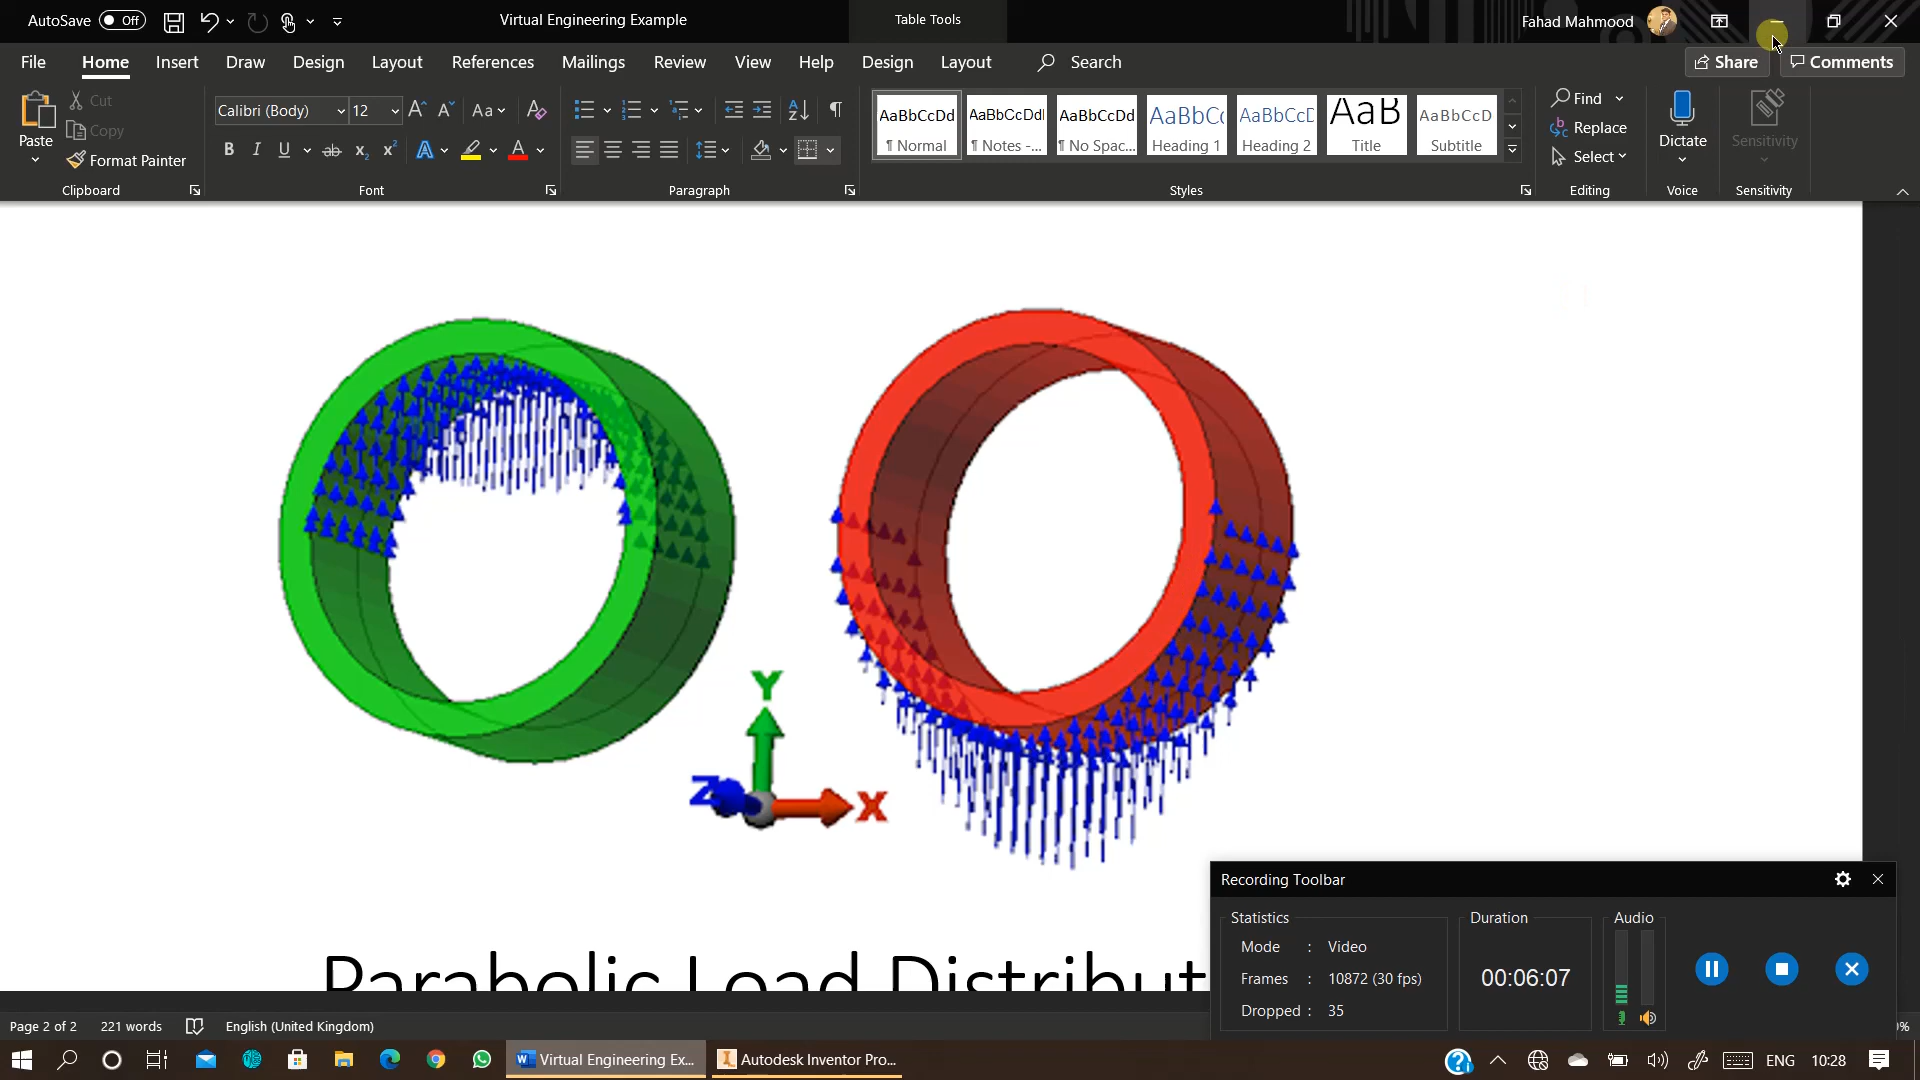 AutoSave Off
Virtual Engineering Example
Table Tools
Fahad Mahmood
File Home Insert Draw Design Layout References Mailings Review View Help Design Layout Search
Share Comments
Paste
Cut
Copy
Format Painter
Clipboard
Calibri (Body) 12
Font
Paragraph
AaBbCcDd AaBbCcDdI AaBbCcDd AaBbCc AaBbCcD AaB AaBbCcD
¶ Normal ¶ Notes -... ¶ No Spac... Heading 1 Heading 2 Title Subtitle
Styles
Find
Replace
Select
Editing
Dictate
Voice
Sensitivity
Sensitivity
Y
Z
X
Parabolic Load Distribut
Recording Toolbar
Statistics
Mode : Video
Frames : 10872 (30 fps)
Dropped : 35
Duration
00:06:07
Audio
Page 2 of 2 221 words English (United Kingdom)
Virtual Engineering Ex... Autodesk Inventor Pro...
ENG 10:28